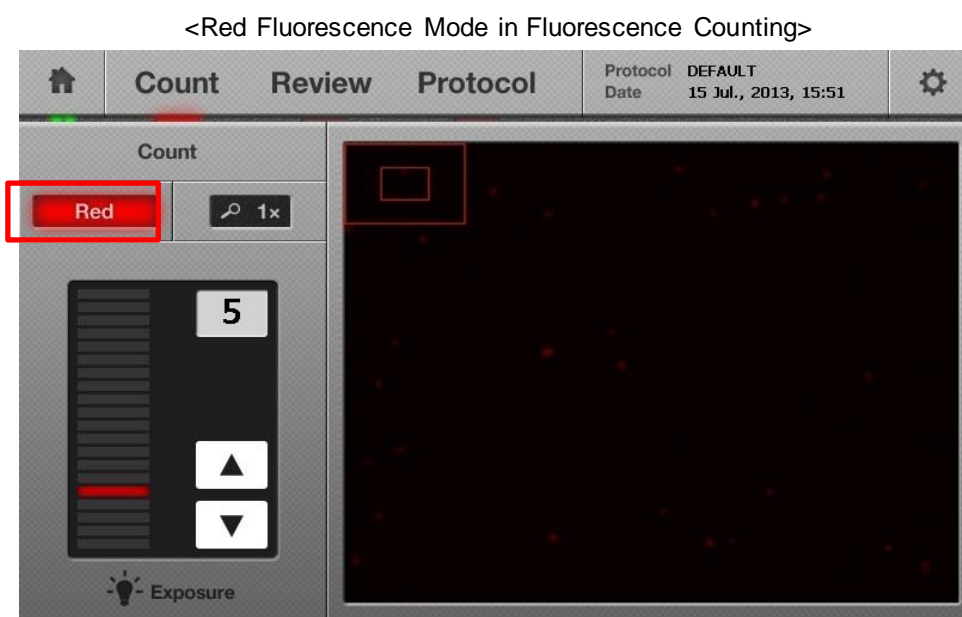 <Red Fluorescence Mode in Fluorescence Counting>
Count Review Protocol
Protocol DEFAULT
Date 15 Jul., 2013, 15:51
Count
Red 1×
5
Exposure